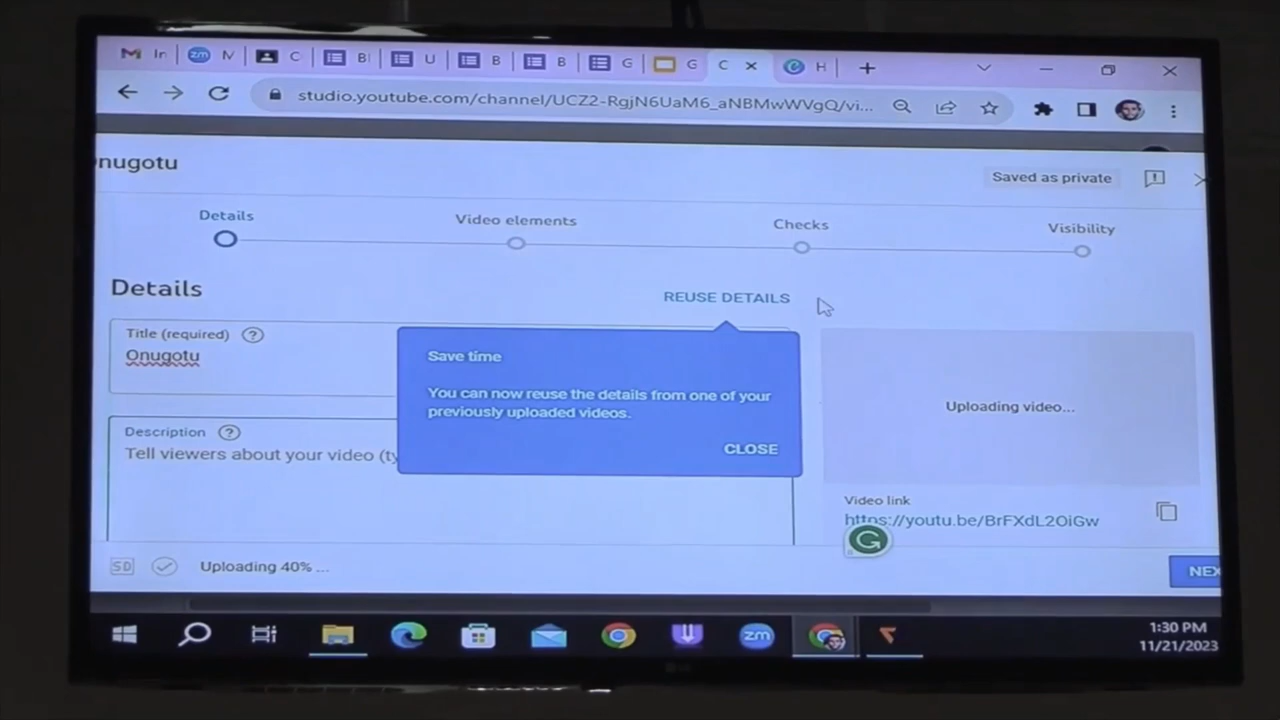 In M C B U B B G G C H
studio.youtube.com/channel/UCZ2-RgjN6UaM6_aNBMwWVgQ/vi...
nugotu
Saved as private
Details Video elements Checks Visibility
Details
REUSE DETAILS
Title (required)
Onugotu
Save time
You can now reuse the details from one of your
previously uploaded videos.
CLOSE
Description
Tell viewers about your video (ty
Uploading video...
Video link
https://youtu.be/BrFXdL2OiGw
SD Uploading 40% ...
NEX
zm
1:30 PM
11/21/2023
LG